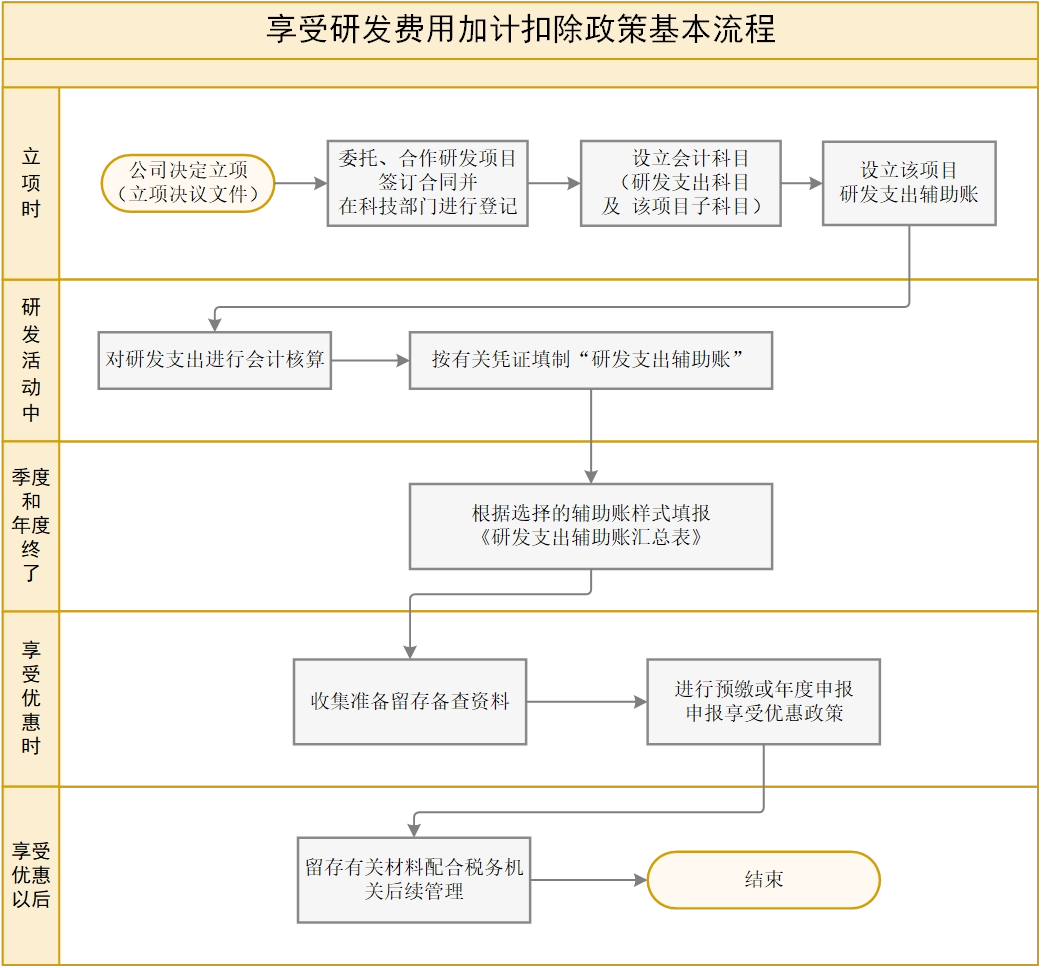 享受研发费用加计扣除政策基本流程
立
项
时
公司决定立项
（立项决议文件）
委托、合作研发项目
签订合同并
在科技部门进行登记
设立会计科目
（研发支出科目
及 该项目子科目）
设立该项目
研发支出辅助账
研
发
活
动
中
对研发支出进行会计核算
按有关凭证填制“研发支出辅助账”
季度
和
年度
终
了
根据选择的辅助账样式填报
《研发支出辅助账汇总表》
享
受
优
惠
时
收集准备留存备查资料
进行预缴或年度申报
申报享受优惠政策
享受
优惠
以后
留存有关材料配合税务机
关后续管理
结束